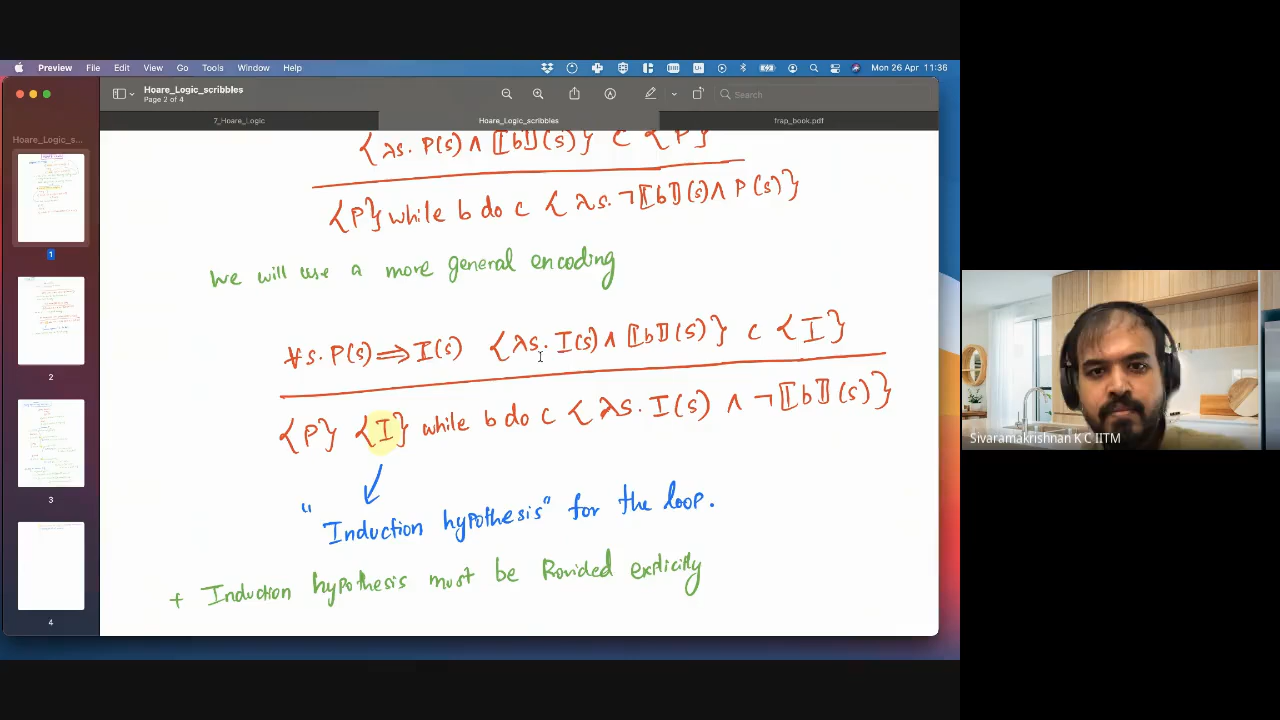 Preview File Edit View Go Tools Window Help Mon 26 Apr 11:36
Hoare_Logic_scribbles
Page 2 of 4
Search
7_Hoare_Logic Hoare_Logic_scribbles frap_book.pdf
Hoare_Logic_s...
1
2
3
4
{λs. P(s) ∧ ⟦b⟧(s)} c {P}
{P} while b do c {λs. ¬⟦b⟧(s) ∧ P(s)}
We will use a more general encoding
∀s. P(s) ⟹ I(s) {λs. I(s) ∧ ⟦b⟧(s)} c {I}
{P} {I} while b do c {λs. I(s) ∧ ¬⟦b⟧(s)}
"Induction hypothesis" for the loop.
+ Induction hypothesis must be Rovided explicitly
Sivaramakrishnan K C IITM